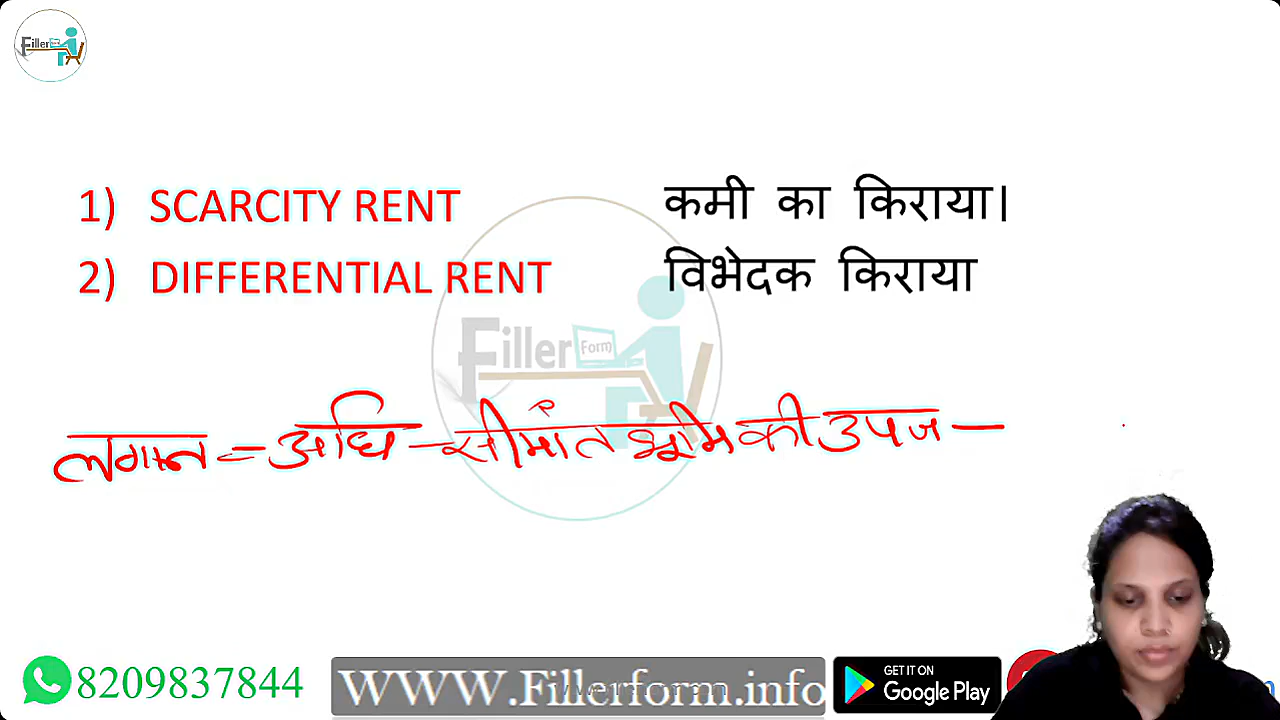 Filler Form
1) SCARCITY RENT कमी का किराया।
2) DIFFERENTIAL RENT विभेदक किराया
Filler Form
लगान = अधि - सीमांत भूमि की उपज -
8209837844 WWW.Fillerform.info GET IT ON Google Play